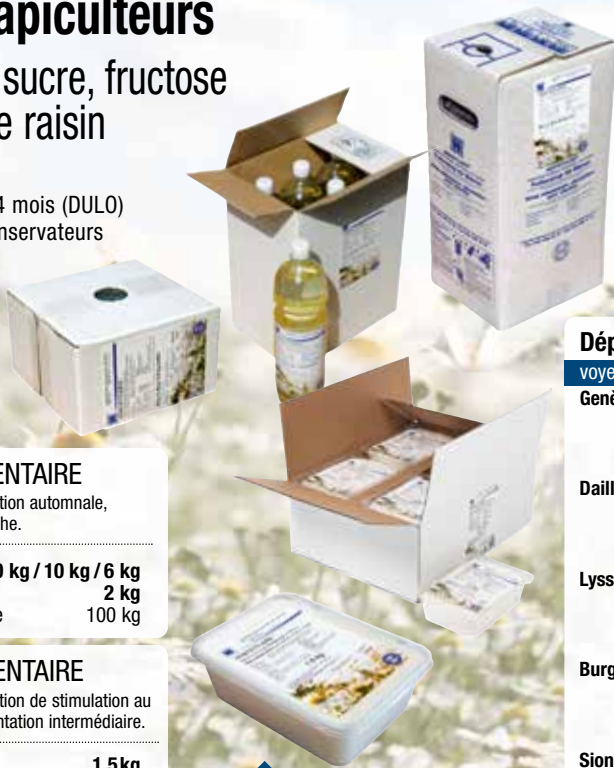 apiculteurs
sucre, fructose
e raisin
4 mois (DULO)
nservateurs
ENTAIRE
tion automnale,
he.
0 kg / 10 kg / 6 kg
2 kg
e 100 kg
ENTAIRE
tion de stimulation au
ntation intermédiaire.
1.5 kg
Dép
voye
Genè
Daill
Lyss
Burg
Sion